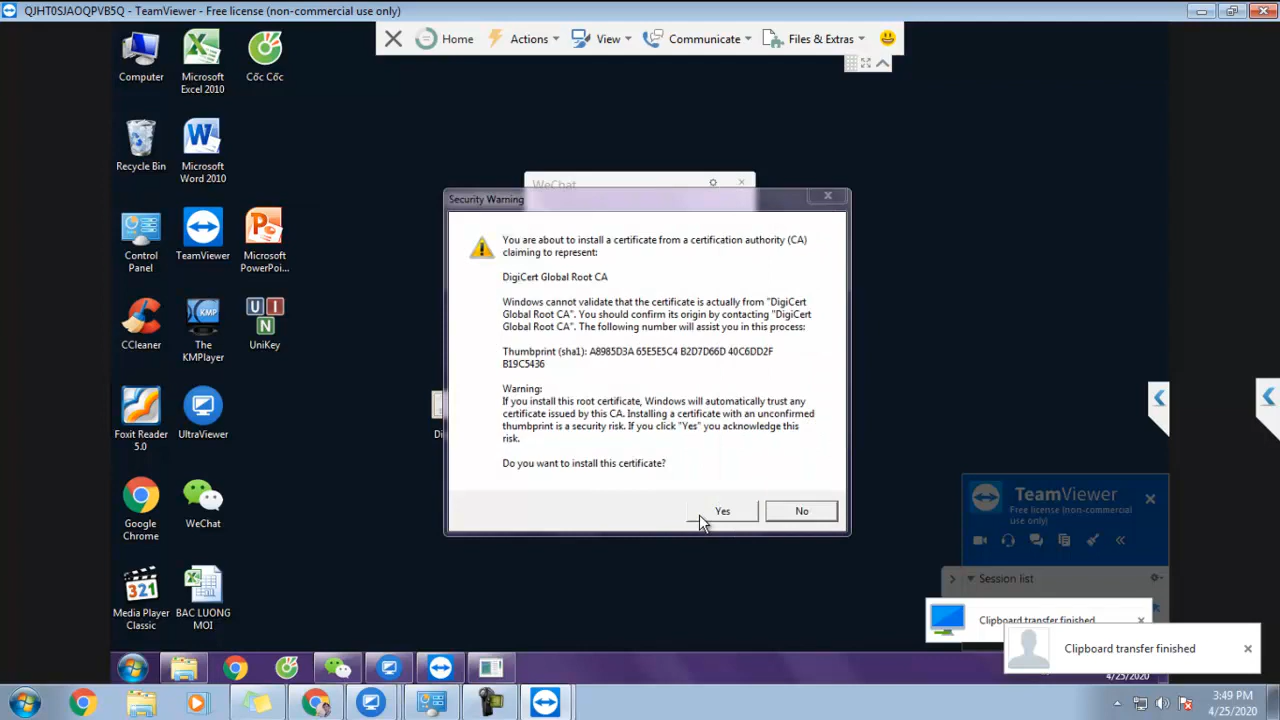 QJHT0SJAOQPVB5Q - TeamViewer - Free license (non-commercial use only)
Home
Actions
View
Communicate
Files & Extras
Computer
Microsoft
Excel 2010
Cốc Cốc
Recycle Bin
Microsoft
Word 2010
Control
Panel
TeamViewer
Microsoft
PowerPoi...
CCleaner
The
KMPlayer
UniKey
Foxit Reader
5.0
UltraViewer
Google
Chrome
WeChat
Media Player
Classic
BAC LUONG
MOI
WeChat
Security Warning
You are about to install a certificate from a certification authority (CA)
claiming to represent:
DigiCert Global Root CA
Windows cannot validate that the certificate is actually from "DigiCert
Global Root CA". You should confirm its origin by contacting "DigiCert
Global Root CA". The following number will assist you in this process:
Thumbprint (sha1): A8985D3A 65E5E5C4 B2D7D66D 40C6DD2F
B19C5436
Warning:
If you install this root certificate, Windows will automatically trust any
certificate issued by this CA. Installing a certificate with an unconfirmed
thumbprint is a security risk. If you click "Yes" you acknowledge this
risk.
Do you want to install this certificate?
Yes
No
TeamViewer
Free license (non-commercial
use only)
Session list
Clipboard transfer finished
Clipboard transfer finished
4/25/2020
3:49 PM
4/25/2020